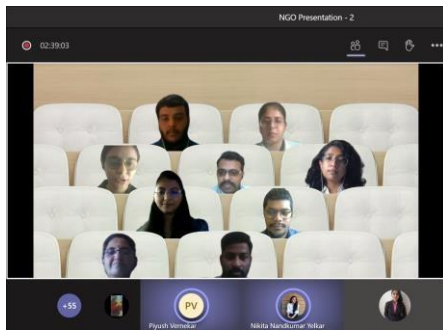 NGO Presentation - 2
02:39:03
+55
PV
Piyush Vernekar
Nikita Nandkumar Yelkar